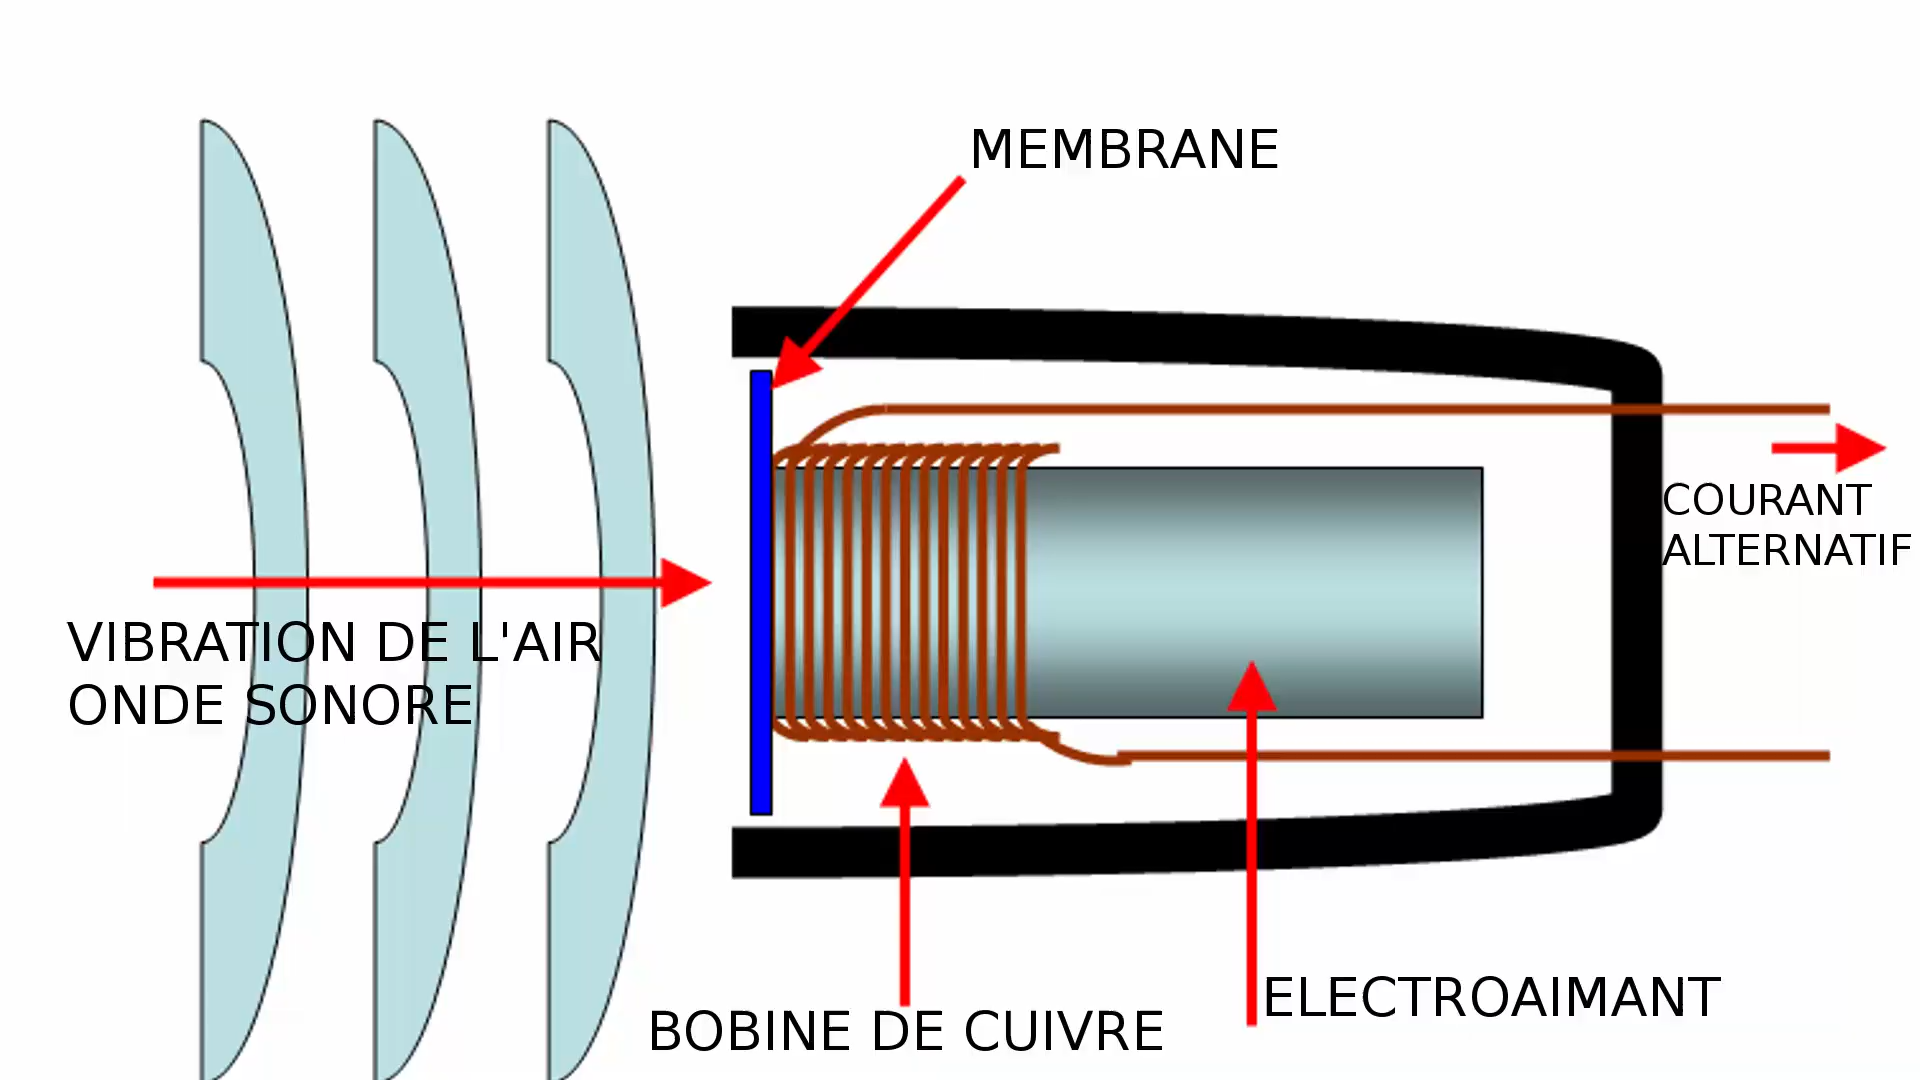 MEMBRANE
COURANT
ALTERNATIF
VIBRATION DE L'AIR
ONDE SONORE
ELECTROAIMANT
BOBINE DE CUIVRE